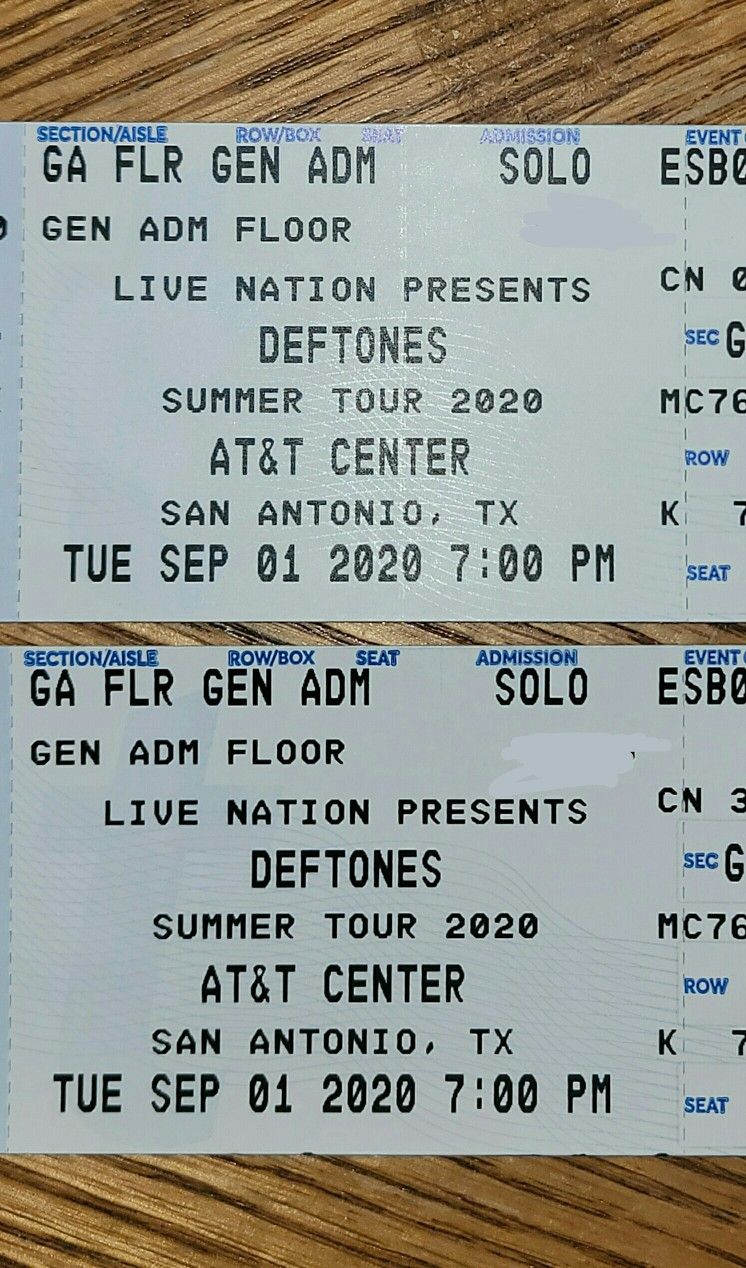 SECTION/AISLE ROW/BOX SEAT ADMISSION EVENT
GA FLR GEN ADM SOLO ESB0
GEN ADM FLOOR
CN 0
LIVE NATION PRESENTS
SEC G
DEFTONES
SUMMER TOUR 2020 MC76
AT&T CENTER ROW
SAN ANTONIO, TX K 7
TUE SEP 01 2020 7:00 PM SEAT
SECTION/AISLE ROW/BOX SEAT ADMISSION EVENT
GA FLR GEN ADM SOLO ESB0
GEN ADM FLOOR
CN 3
LIVE NATION PRESENTS
SEC G
DEFTONES
SUMMER TOUR 2020 MC76
AT&T CENTER ROW
SAN ANTONIO, TX K 7
TUE SEP 01 2020 7:00 PM SEAT